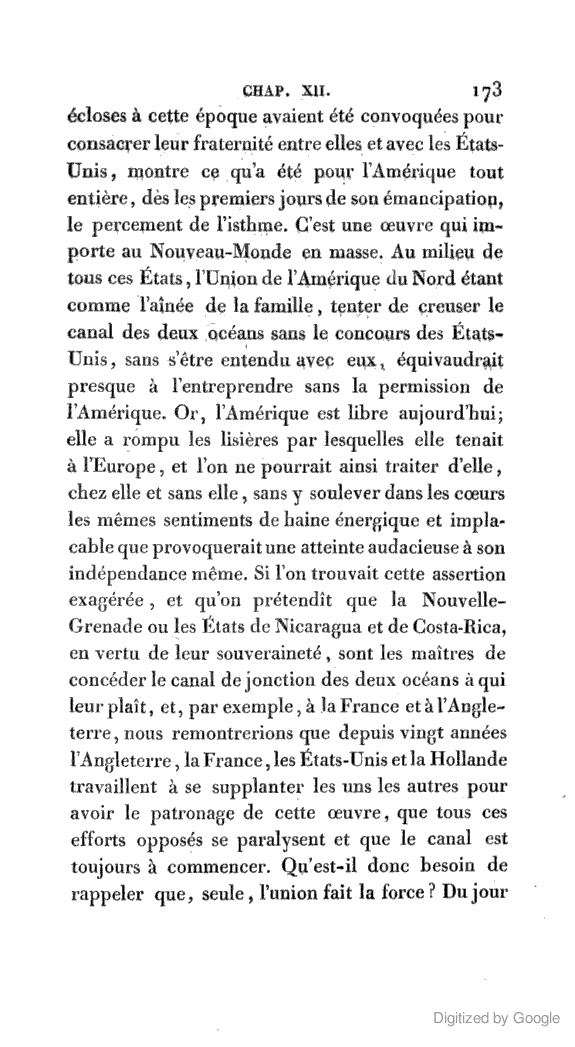 CHAP. XII. 173
écloses à cette époque avaient été convoquées pour
consacrer leur fraternité entre elles et avec les États-
Unis, montre ce qu'a été pour l'Amérique tout
entière, dès les premiers jours de son émancipation,
le percement de l'isthme. C'est une œuvre qui im-
porte au Nouveau-Monde en masse. Au milieu de
tous ces États, l'Union de l'Amérique du Nord étant
comme l'aînée de la famille, tenter de creuser le
canal des deux océans sans le concours des États-
Unis, sans s'être entendu avec eux, équivaudrait
presque à l'entreprendre sans la permission de
l'Amérique. Or, l'Amérique est libre aujourd'hui;
elle a rompu les lisières par lesquelles elle tenait
à l'Europe, et l'on ne pourrait ainsi traiter d'elle,
chez elle et sans elle, sans y soulever dans les cœurs
les mêmes sentiments de haine énergique et impla-
cable que provoquerait une atteinte audacieuse à son
indépendance même. Si l'on trouvait cette assertion
exagérée, et qu'on prétendît que la Nouvelle-
Grenade ou les États de Nicaragua et de Costa-Rica,
en vertu de leur souveraineté, sont les maîtres de
concéder le canal de jonction des deux océans à qui
leur plaît, et, par exemple, à la France et à l'Angle-
terre, nous remontrerions que depuis vingt années
l'Angleterre, la France, les États-Unis et la Hollande
travaillent à se supplanter les uns les autres pour
avoir le patronage de cette œuvre, que tous ces
efforts opposés se paralysent et que le canal est
toujours à commencer. Qu'est-il donc besoin de
rappeler que, seule, l'union fait la force? Du jour
Digitized by Google